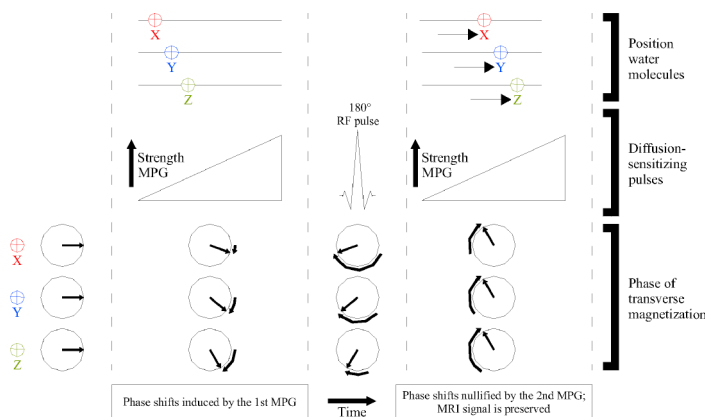 X
Y
Z
X
Y
Z
Position
water
molecules
180°
RF pulse
Strength
MPG
Strength
MPG
Diffusion-
sensitizing
pulses
X
Y
Z
Phase of
transverse
magnetization
Phase shifts induced by the 1st MPG
Time
Phase shifts nullified by the 2nd MPG;
MRI signal is preserved